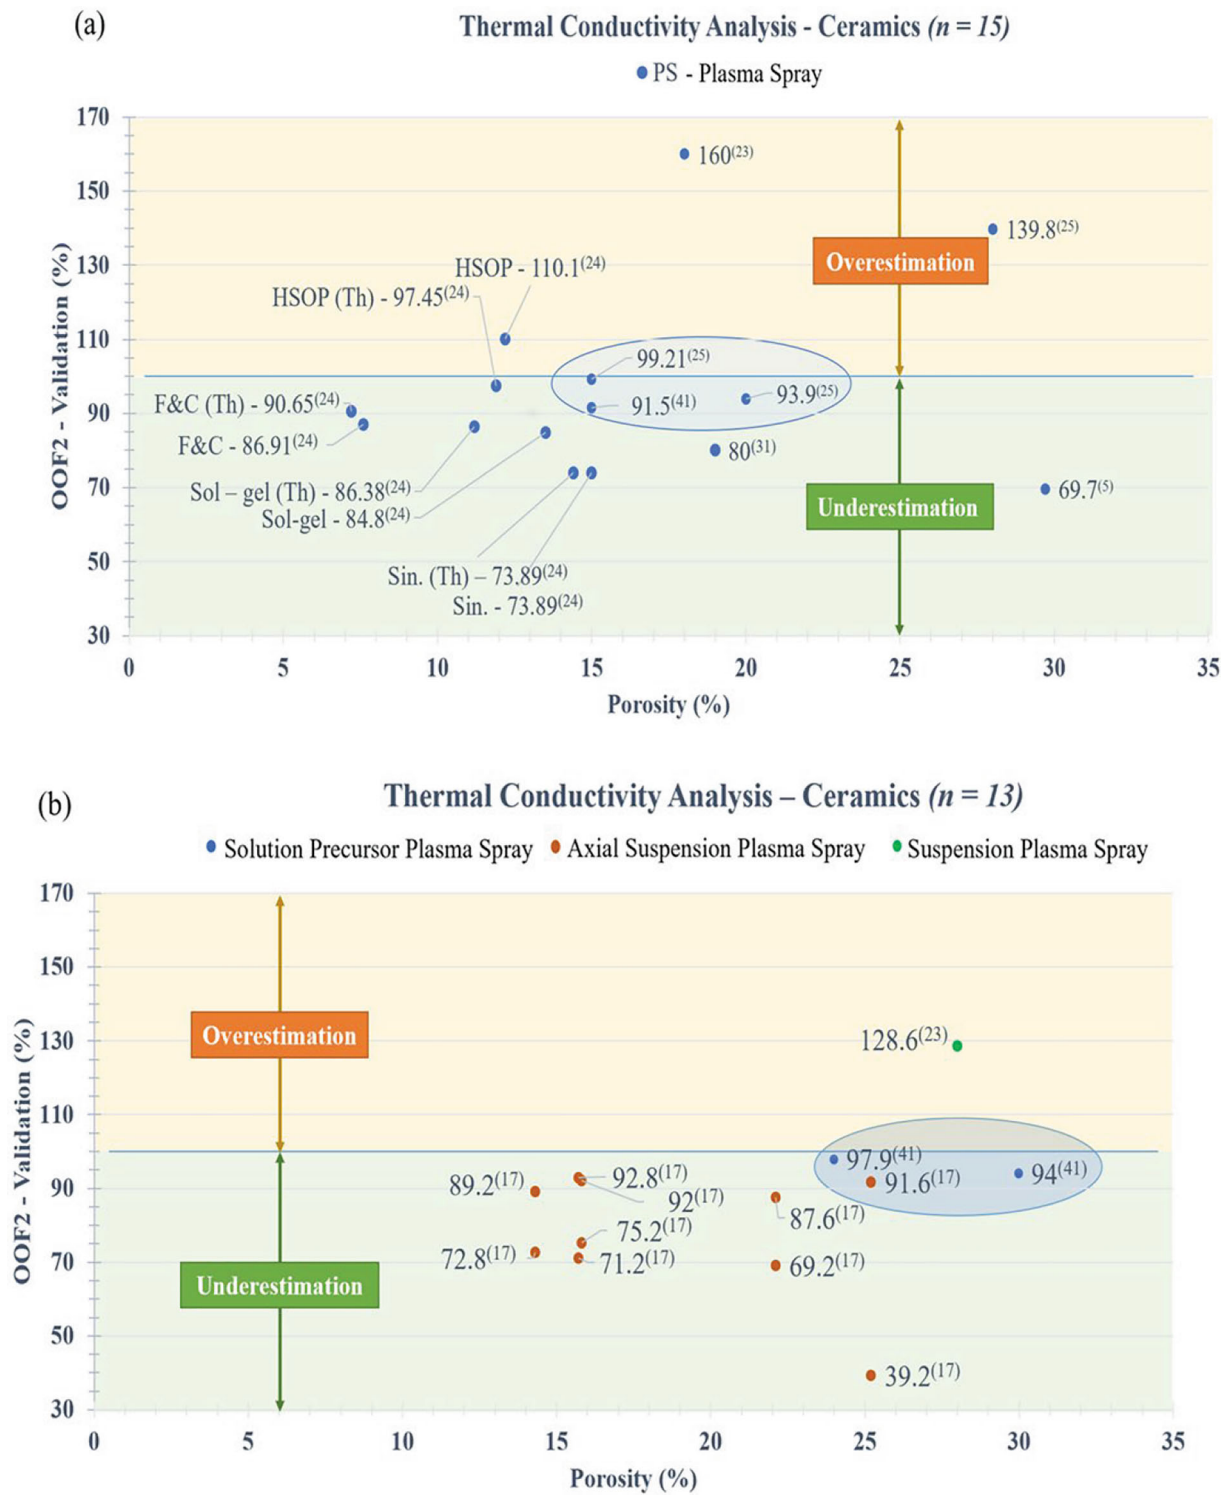 (a)
Thermal Conductivity Analysis - Ceramics (n = 15)
PS - Plasma Spray
170
150
130
110
90
70
50
30
OOF2 - Validation (%)
160(23)
139.8(25)
Overestimation
HSOP - 110.1(24)
HSOP (Th) - 97.45(24)
99.21(25)
93.9(25)
91.5(41)
F&C (Th) - 90.65(24)
F&C - 86.91(24)
80(31)
Sol – gel (Th) - 86.38(24)
Sol-gel - 84.8(24)
69.7(5)
Underestimation
Sin. (Th) – 73.89(24)
Sin. - 73.89(24)
0 5 10 15 20 25 30 35
Porosity (%)
(b)
Thermal Conductivity Analysis – Ceramics (n = 13)
Solution Precursor Plasma Spray Axial Suspension Plasma Spray Suspension Plasma Spray
170
150
130
110
90
70
50
30
OOF2 - Validation (%)
Overestimation
128.6(23)
97.9(41)
89.2(17)
92.8(17)
91.6(17)
94(41)
92(17)
87.6(17)
75.2(17)
72.8(17)
71.2(17)
69.2(17)
Underestimation
39.2(17)
0 5 10 15 20 25 30 35
Porosity (%)